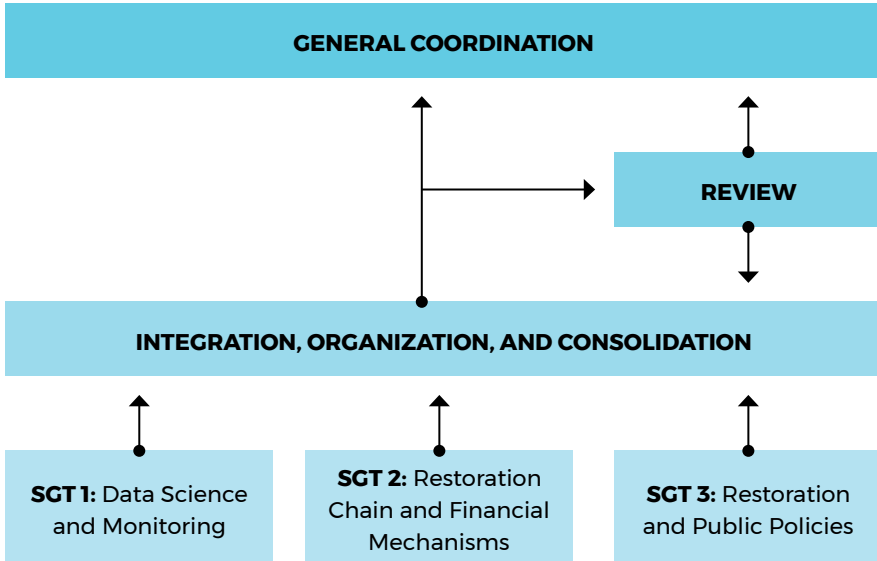 GENERAL COORDINATION
REVIEW
INTEGRATION, ORGANIZATION, AND CONSOLIDATION
SGT 1: Data Science
and Monitoring
SGT 2: Restoration
Chain and Financial
Mechanisms
SGT 3: Restoration
and Public Policies